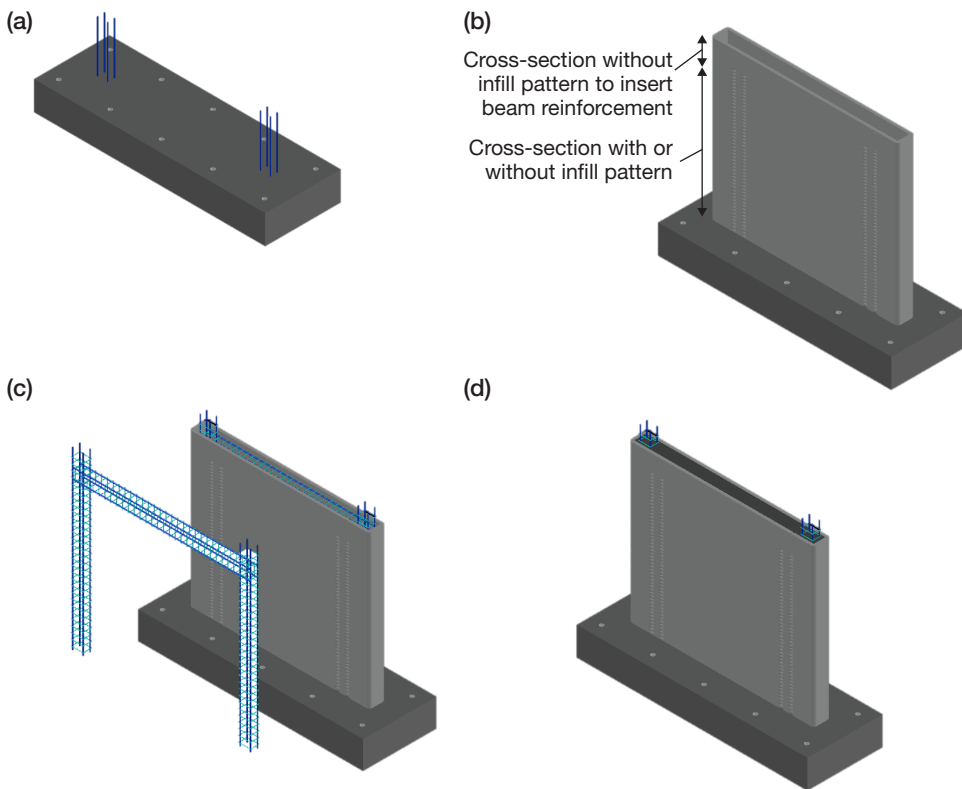 (a)
(b)
Cross-section without
infill pattern to insert
beam reinforcement
Cross-section with or
without infill pattern
(c)
(d)